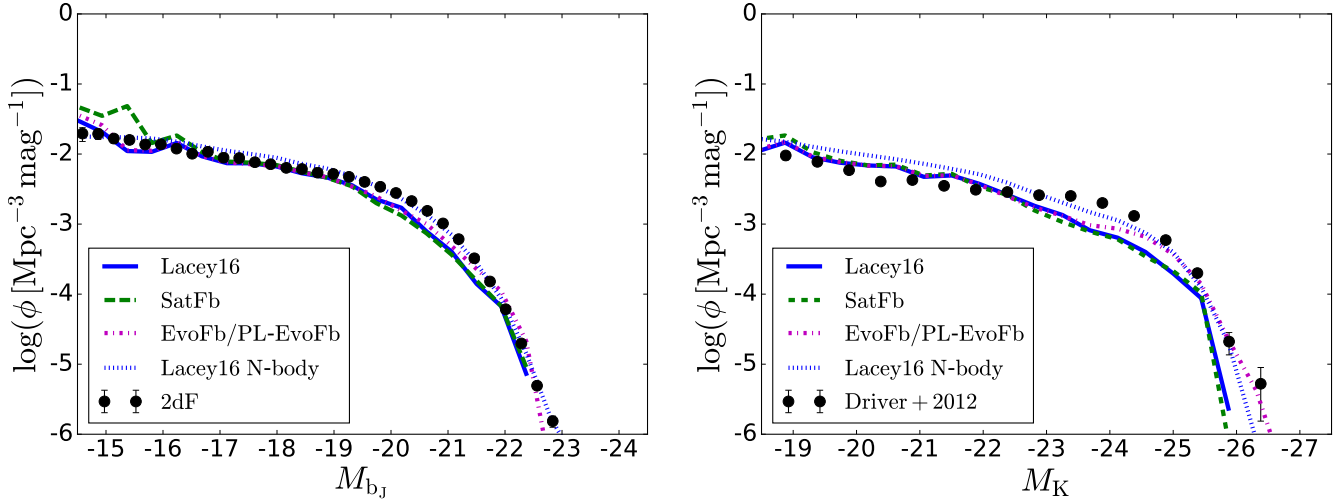 0
-1
-2
-3
-4
-5
-6
log(ϕ [Mpc⁻³ mag⁻¹])
Lacey16
SatFb
EvoFb/PL-EvoFb
Lacey16 N-body
2dF
-15 -16 -17 -18 -19 -20 -21 -22 -23 -24
M_{b_J}
0
-1
-2
-3
-4
-5
-6
log(ϕ [Mpc⁻³ mag⁻¹])
Lacey16
SatFb
EvoFb/PL-EvoFb
Lacey16 N-body
Driver + 2012
-19 -20 -21 -22 -23 -24 -25 -26 -27
M_K